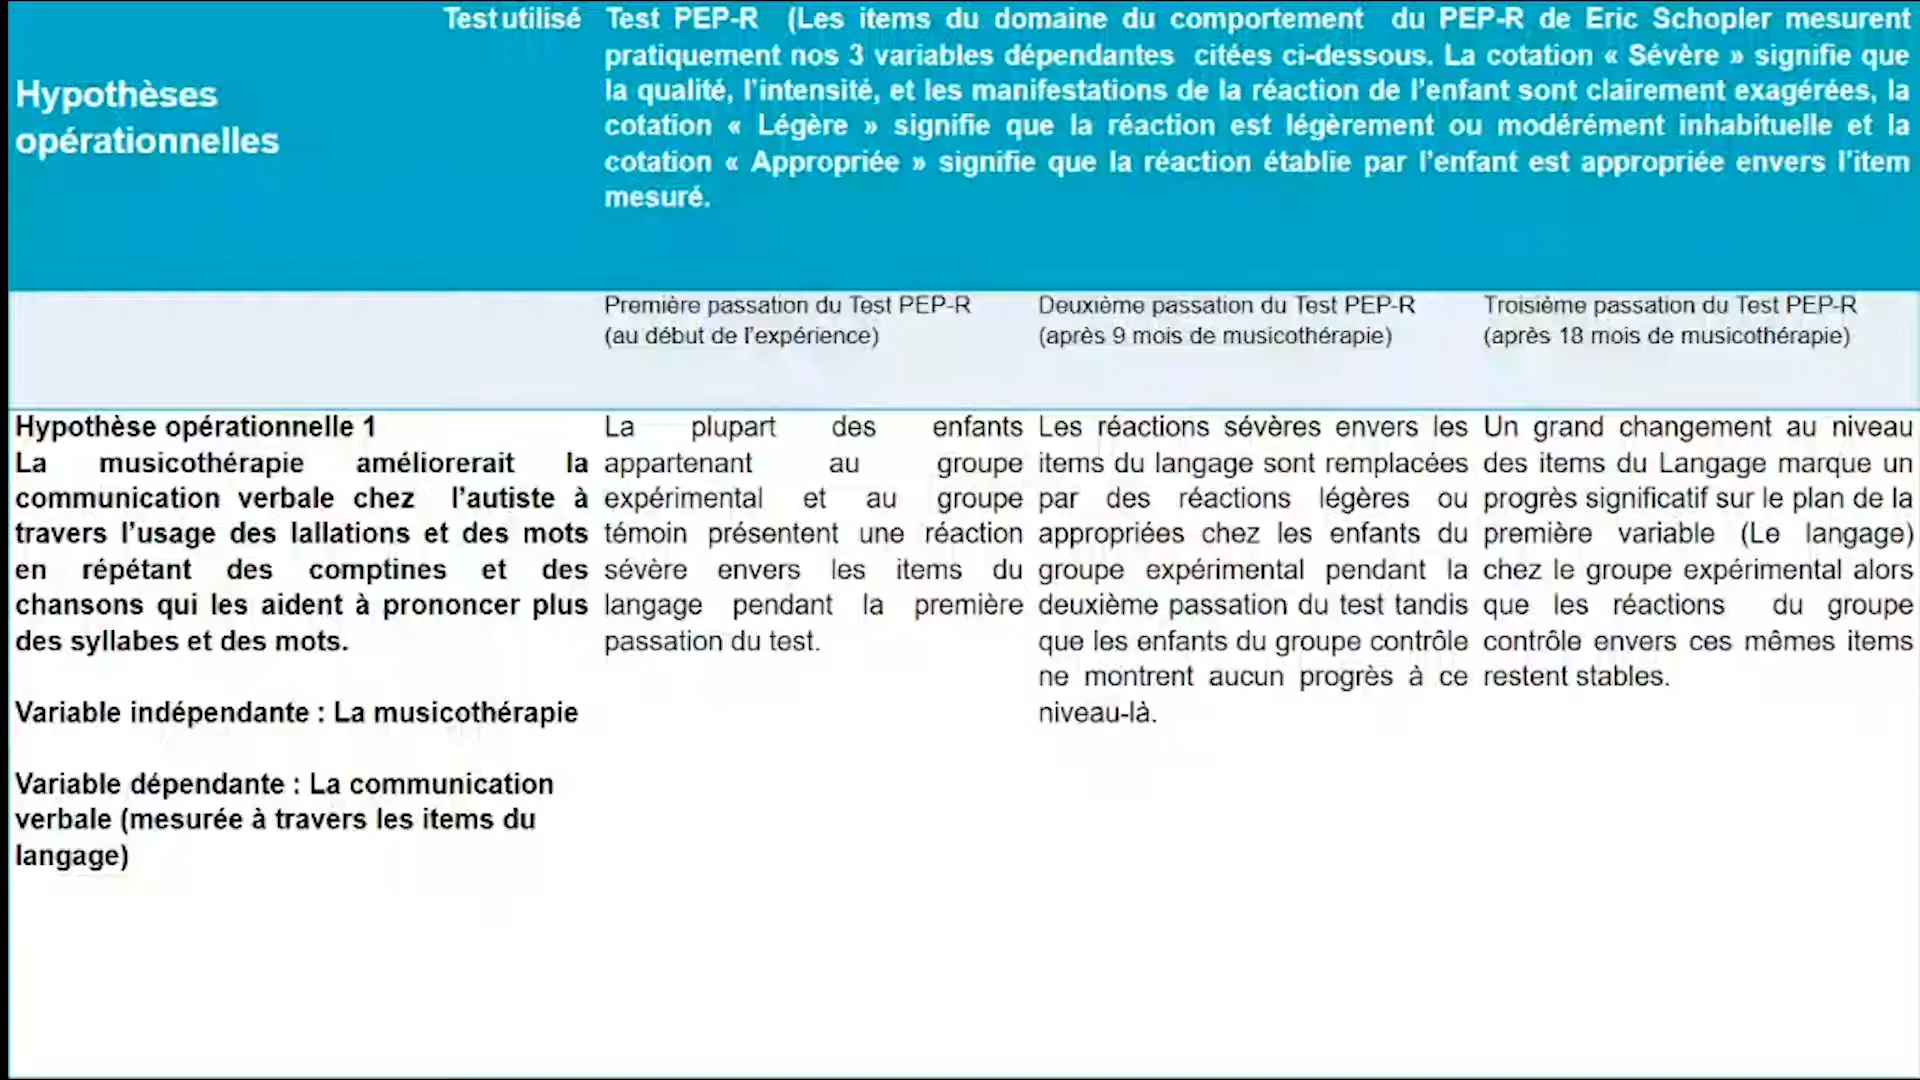 Test utilisé
Hypothèses
opérationnelles
Test PEP-R (Les items du domaine du comportement du PEP-R de Eric Schopler mesurent
pratiquement nos 3 variables dépendantes citées ci-dessous. La cotation « Sévère » signifie que
la qualité, l'intensité, et les manifestations de la réaction de l'enfant sont clairement exagérées, la
cotation « Légère » signifie que la réaction est légèrement ou modérément inhabituelle et la
cotation « Appropriée » signifie que la réaction établie par l'enfant est appropriée envers l'item
mesuré.
Première passation du Test PEP-R
(au début de l'expérience)
Deuxième passation du Test PEP-R
(après 9 mois de musicothérapie)
Troisième passation du Test PEP-R
(après 18 mois de musicothérapie)
Hypothèse opérationnelle 1
La musicothérapie améliorerait la
communication verbale chez l'autiste à
travers l'usage des lallations et des mots
en répétant des comptines et des
chansons qui les aident à prononcer plus
des syllabes et des mots.
Variable indépendante : La musicothérapie
Variable dépendante : La communication
verbale (mesurée à travers les items du
langage)
La plupart des enfants
appartenant au groupe
expérimental et au groupe
témoin présentent une réaction
sévère envers les items du
langage pendant la première
passation du test.
Les réactions sévères envers les
items du langage sont remplacées
par des réactions légères ou
appropriées chez les enfants du
groupe expérimental pendant la
deuxième passation du test tandis
que les enfants du groupe contrôle
ne montrent aucun progrès à ce
niveau-là.
Un grand changement au niveau
des items du Langage marque un
progrès significatif sur le plan de la
première variable (Le langage)
chez le groupe expérimental alors
que les réactions du groupe
contrôle envers ces mêmes items
restent stables.